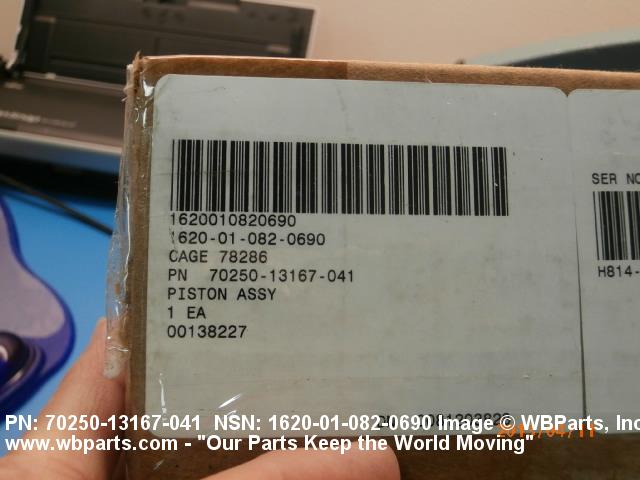 1620010820690
1620-01-082-0690
CAGE 78286
PN 70250-13167-041
PISTON ASSY
1 EA
00138227
SER NO
H814-
PN: 70250-13167-041 NSN: 1620-01-082-0690 Image © WBParts, Inc
www.wbparts.com - "Our Parts Keep the World Moving"